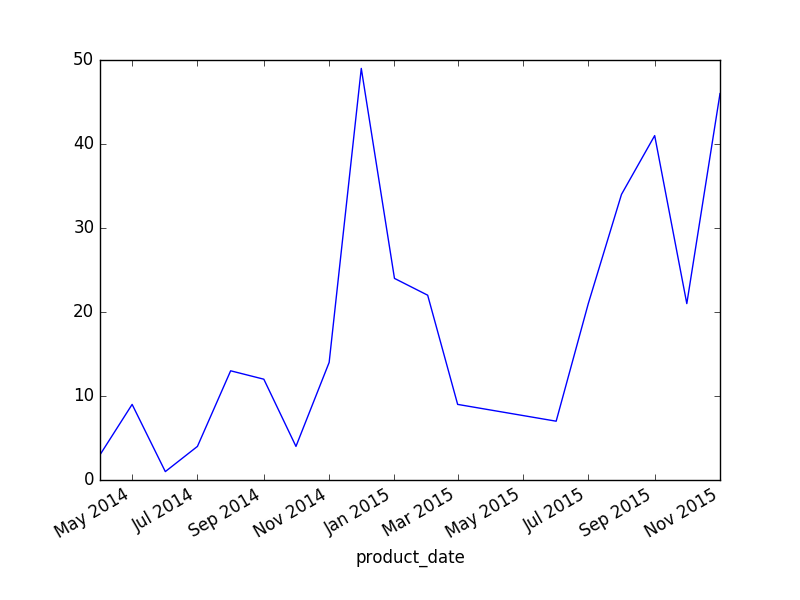 50
40
30
20
10
0
May 2014
Jul 2014
Sep 2014
Nov 2014
Jan 2015
Mar 2015
May 2015
Jul 2015
Sep 2015
Nov 2015
product_date